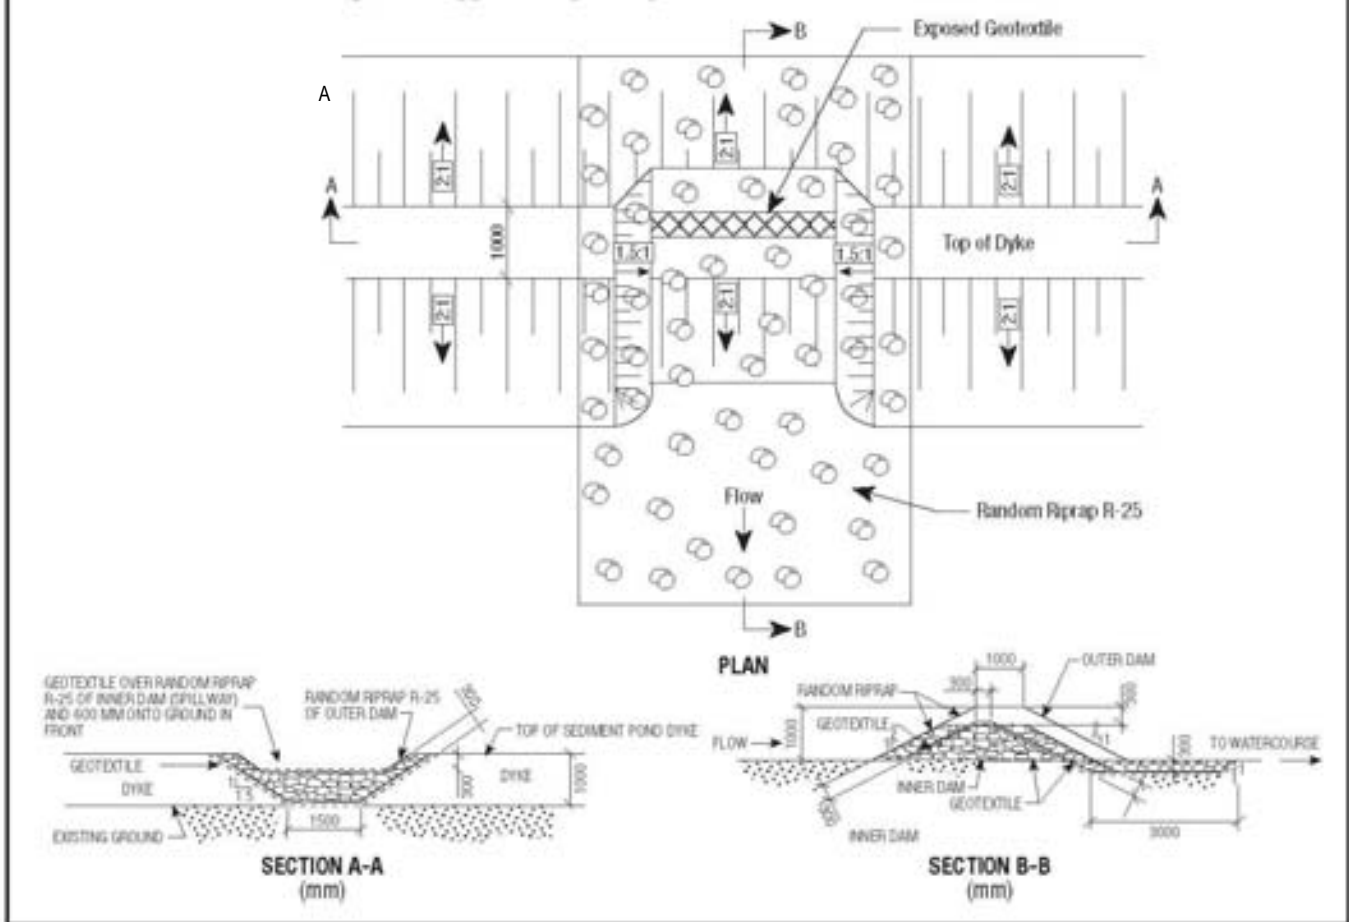 B
Exposed Geotextile
A
2:1
2:1
2:1
A
A
1000
Top of Dyke
1.5:1
1.5:1
2:1
2:1
2:1
Flow
Random Riprap R-25
B
PLAN
GEOTEXTILE OVER RANDOM RIPRAP
R-25 OF INNER DAM (SPILLWAY)
AND 600 MM ONTO GROUND IN
FRONT
RANDOM RIPRAP R-25
OF OUTER DAM
TOP OF SEDIMENT POND DYKE
GEOTEXTILE
DYKE
1
1.5
300
DYKE
1000
EXISTING GROUND
1500
SECTION A-A
(mm)
1000
OUTER DAM
RANDOM RIPRAP
300
GEOTEXTILE
1000
FLOW
TO WATERCOURSE
INNER DAM
GEOTEXTILE
INNER DAM
3000
SECTION B-B
(mm)